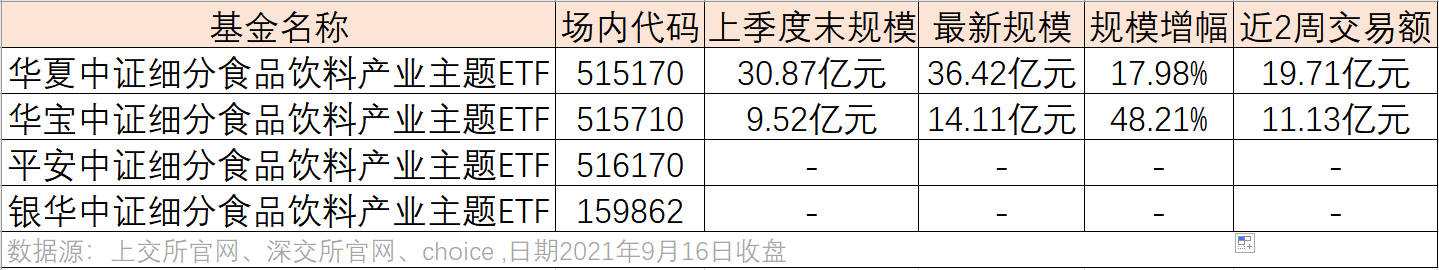 基金名称 场内代码 上季度末规模 最新规模 规模增幅 近2周交易额
华夏中证细分食品饮料产业主题ETF 515170 30.87亿元 36.42亿元 17.98% 19.71亿元
华宝中证细分食品饮料产业主题ETF 515710 9.52亿元 14.11亿元 48.21% 11.13亿元
平安中证细分食品饮料产业主题ETF 516170 - - - -
银华中证细分食品饮料产业主题ETF 159862 - - - -
数据源：上交所官网、深交所官网、choice ,日期2021年9月16日收盘